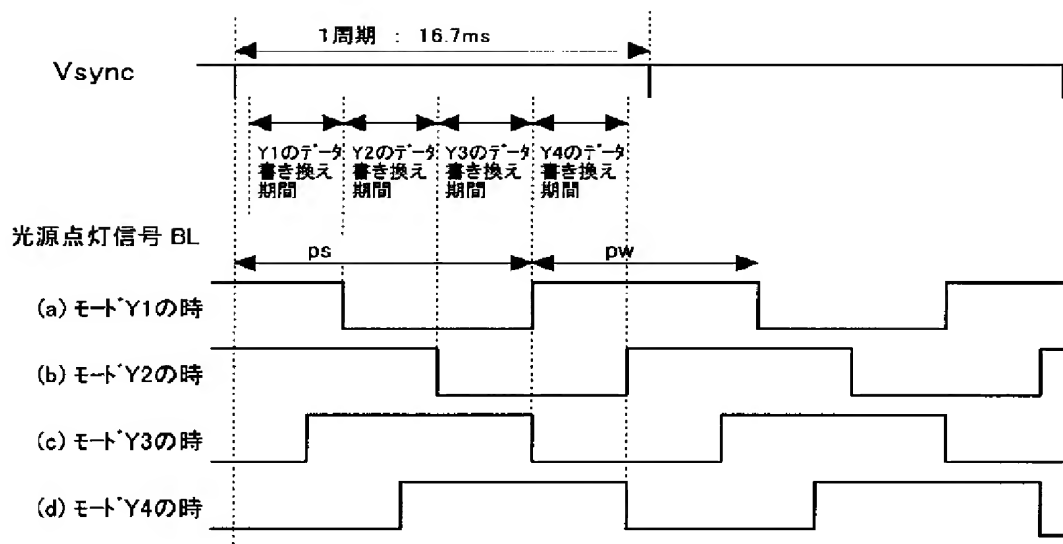 1周期 : 16.7ms
Vsync
Y1のデータ Y2のデータ Y3のデータ Y4のデータ
書き換え 書き換え 書き換え 書き換え
期間 期間 期間 期間
光源点灯信号 BL
ps pw
(a) モードY1の時
(b) モードY2の時
(c) モードY3の時
(d) モードY4の時